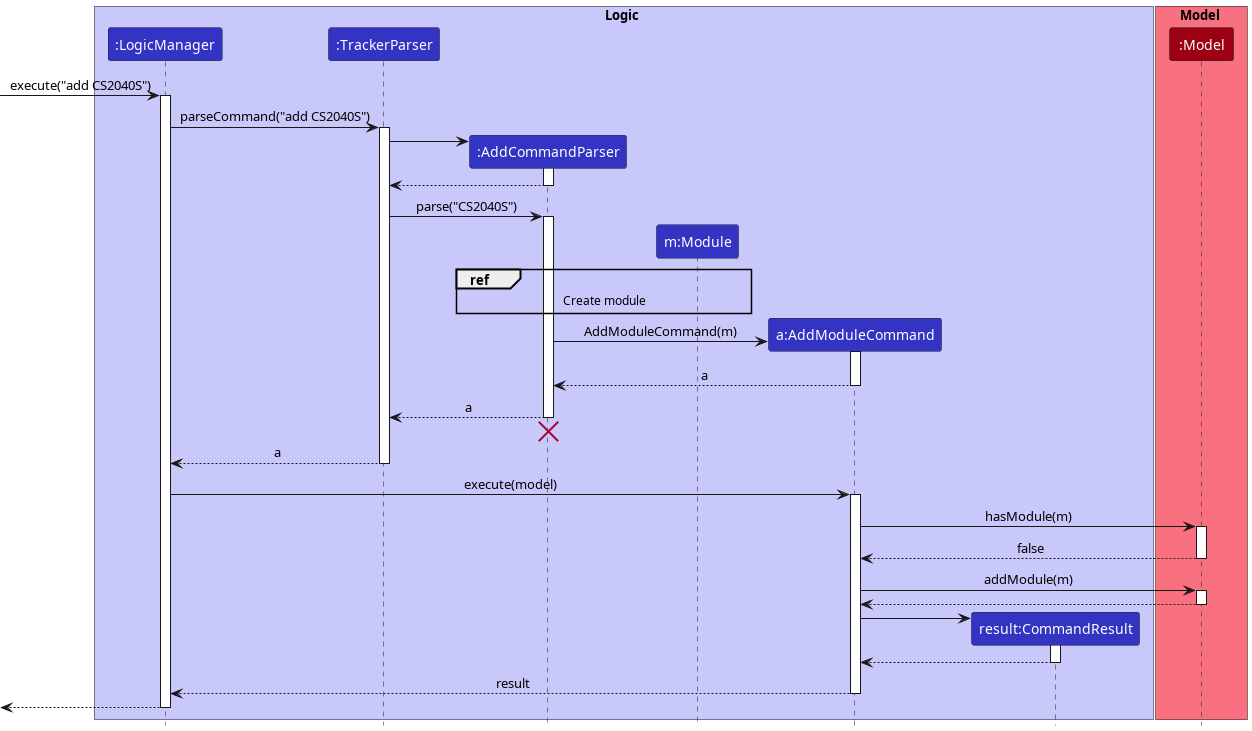 Logic
Model
:LogicManager
:TrackerParser
:Model
execute("add CS2040S")
parseCommand("add CS2040S")
:AddCommandParser
parse("CS2040S")
m:Module
ref
Create module
AddModuleCommand(m)
a:AddModuleCommand
a
a
a
execute(model)
hasModule(m)
false
addModule(m)
result:CommandResult
result